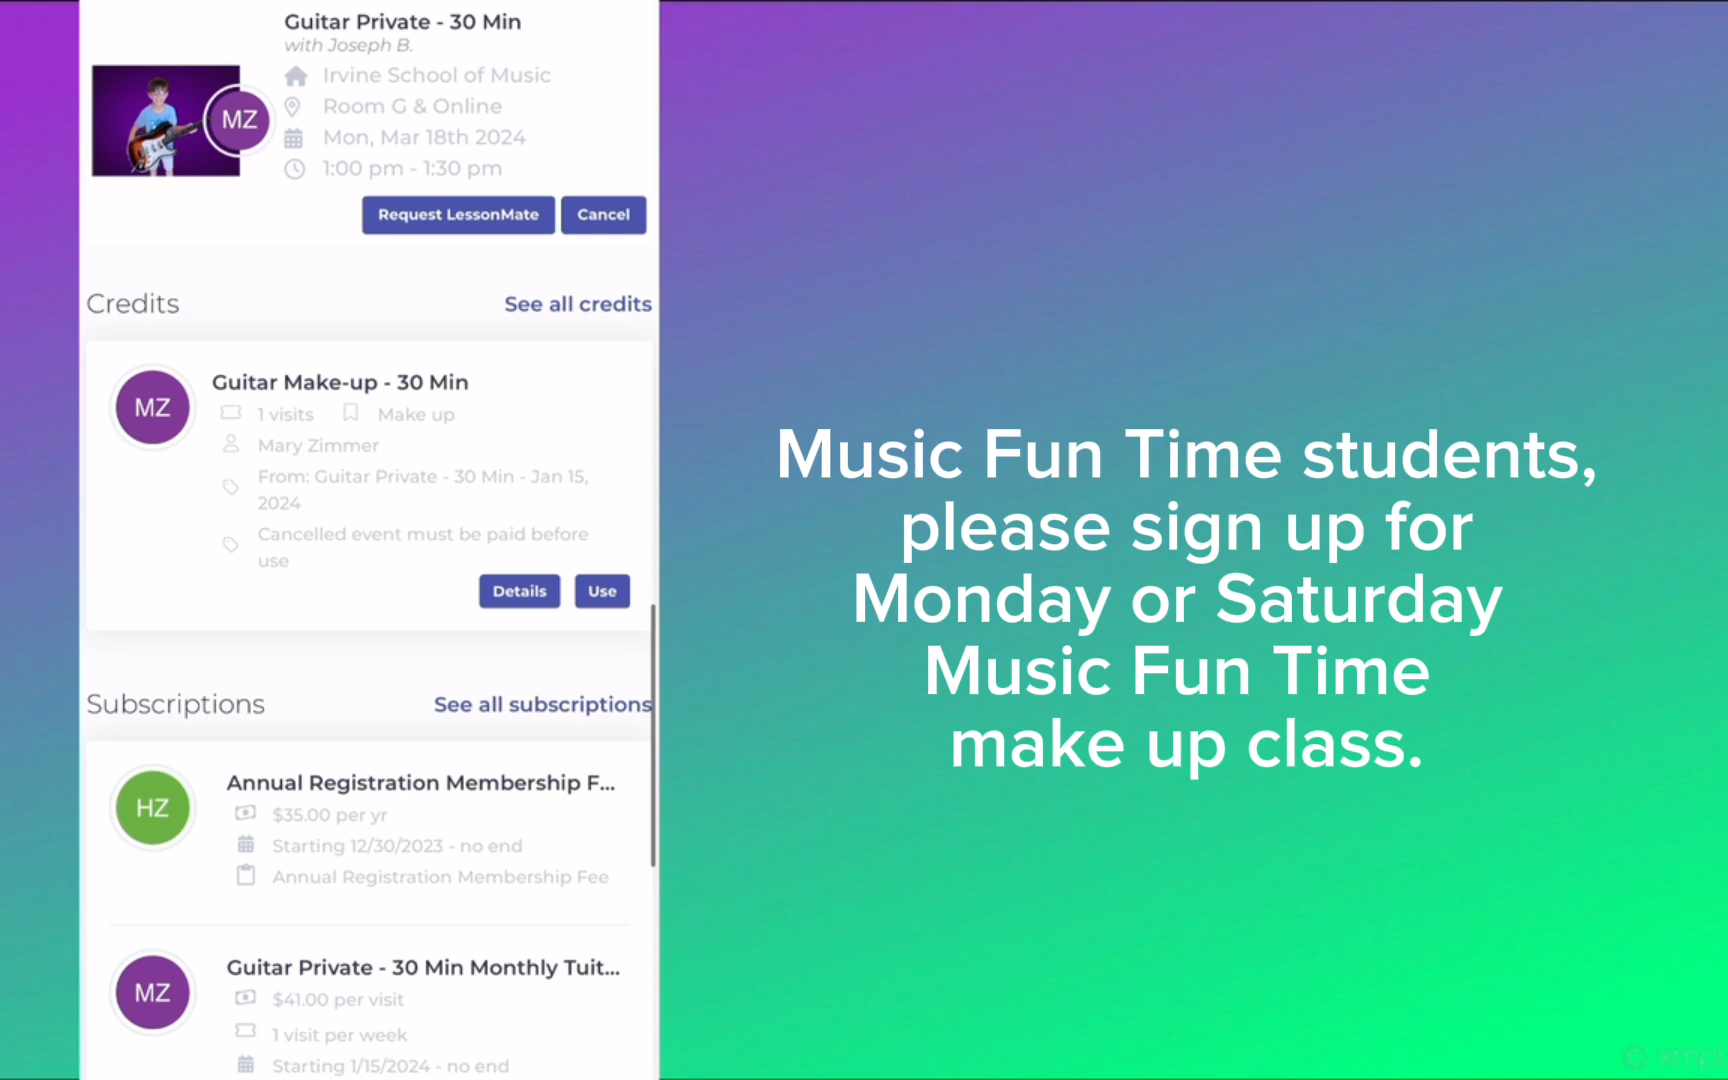 Guitar Private - 30 Min
with Joseph B.
MZ
Irvine School of Music
Room G & Online
Mon, Mar 18th 2024
1:00 pm - 1:30 pm
Request LessonMate
Cancel
Credits
See all credits
MZ
Guitar Make-up - 30 Min
1 visits
Make up
Mary Zimmer
From: Guitar Private - 30 Min - Jan 15,
2024
Cancelled event must be paid before
use
Details
Use
Subscriptions
See all subscriptions
HZ
Annual Registration Membership F...
$35.00 per yr
Starting 12/30/2023 - no end
Annual Registration Membership Fee
MZ
Guitar Private - 30 Min Monthly Tuit...
$41.00 per visit
1 visit per week
Starting 1/15/2024 - no end
Music Fun Time students,
please sign up for
Monday or Saturday
Music Fun Time
make up class.